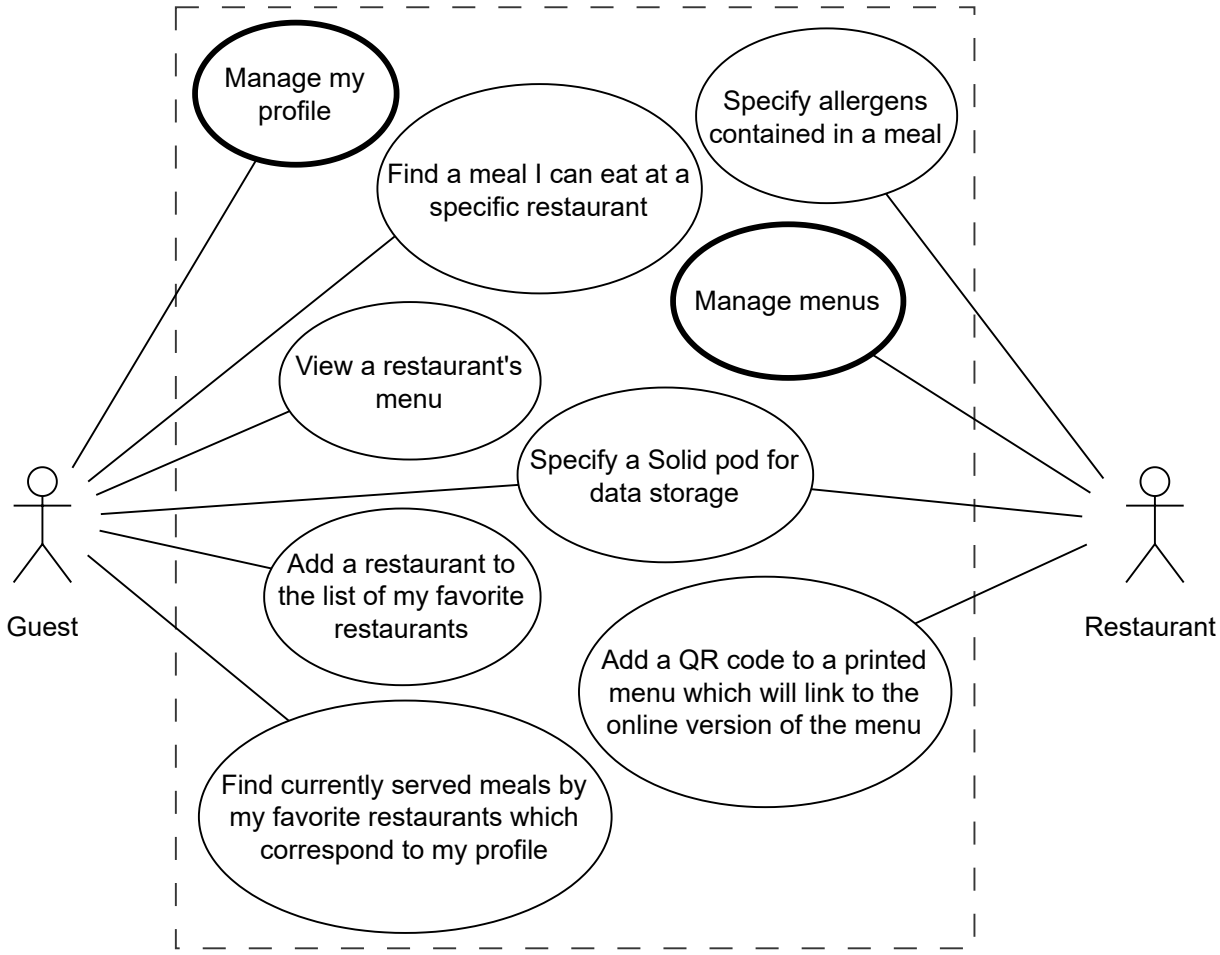 Manage my
profile
Specify allergens
contained in a meal
Find a meal I can eat at a
specific restaurant
Manage menus
View a restaurant's
menu
Specify a Solid pod for
data storage
Add a restaurant to
the list of my favorite
restaurants
Guest
Restaurant
Add a QR code to a printed
menu which will link to the
online version of the menu
Find currently served meals by
my favorite restaurants which
correspond to my profile